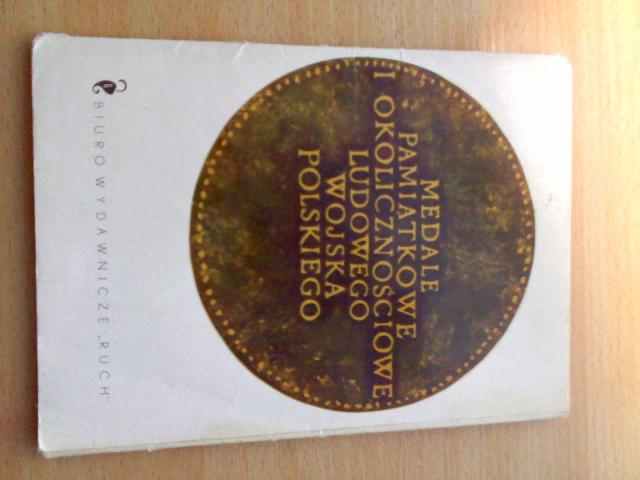 MEDALE
PAMIĄTKOWE
I OKOLICZNOŚCIOWE
LUDOWEGO
WOJSKA
POLSKIEGO
BIURO WYDAWNICZE „RUCH”